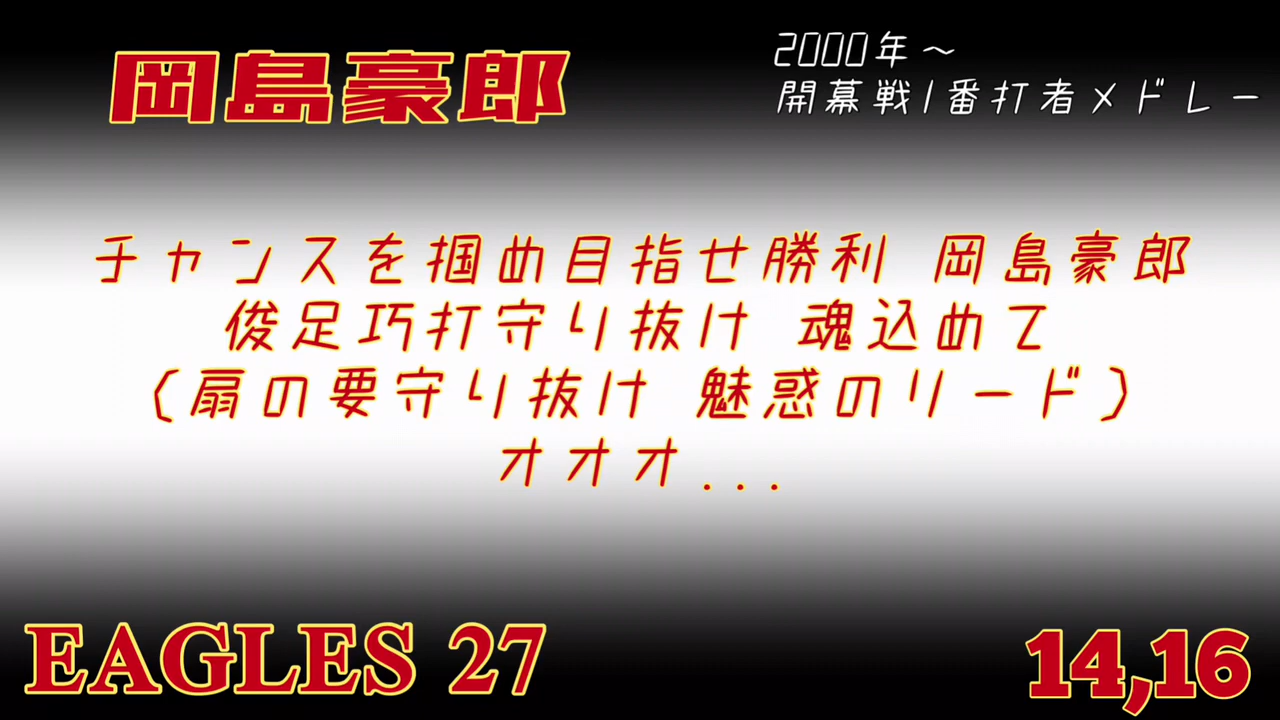 岡島豪郎
2000年～
開幕戦1番打者メドレー
チャンスを掴め目指せ勝利 岡島豪郎
俊足巧打守り抜け 魂込めて
(扇の要守り抜け 魅惑のリード)
オオオ...
EAGLES 27
14,16